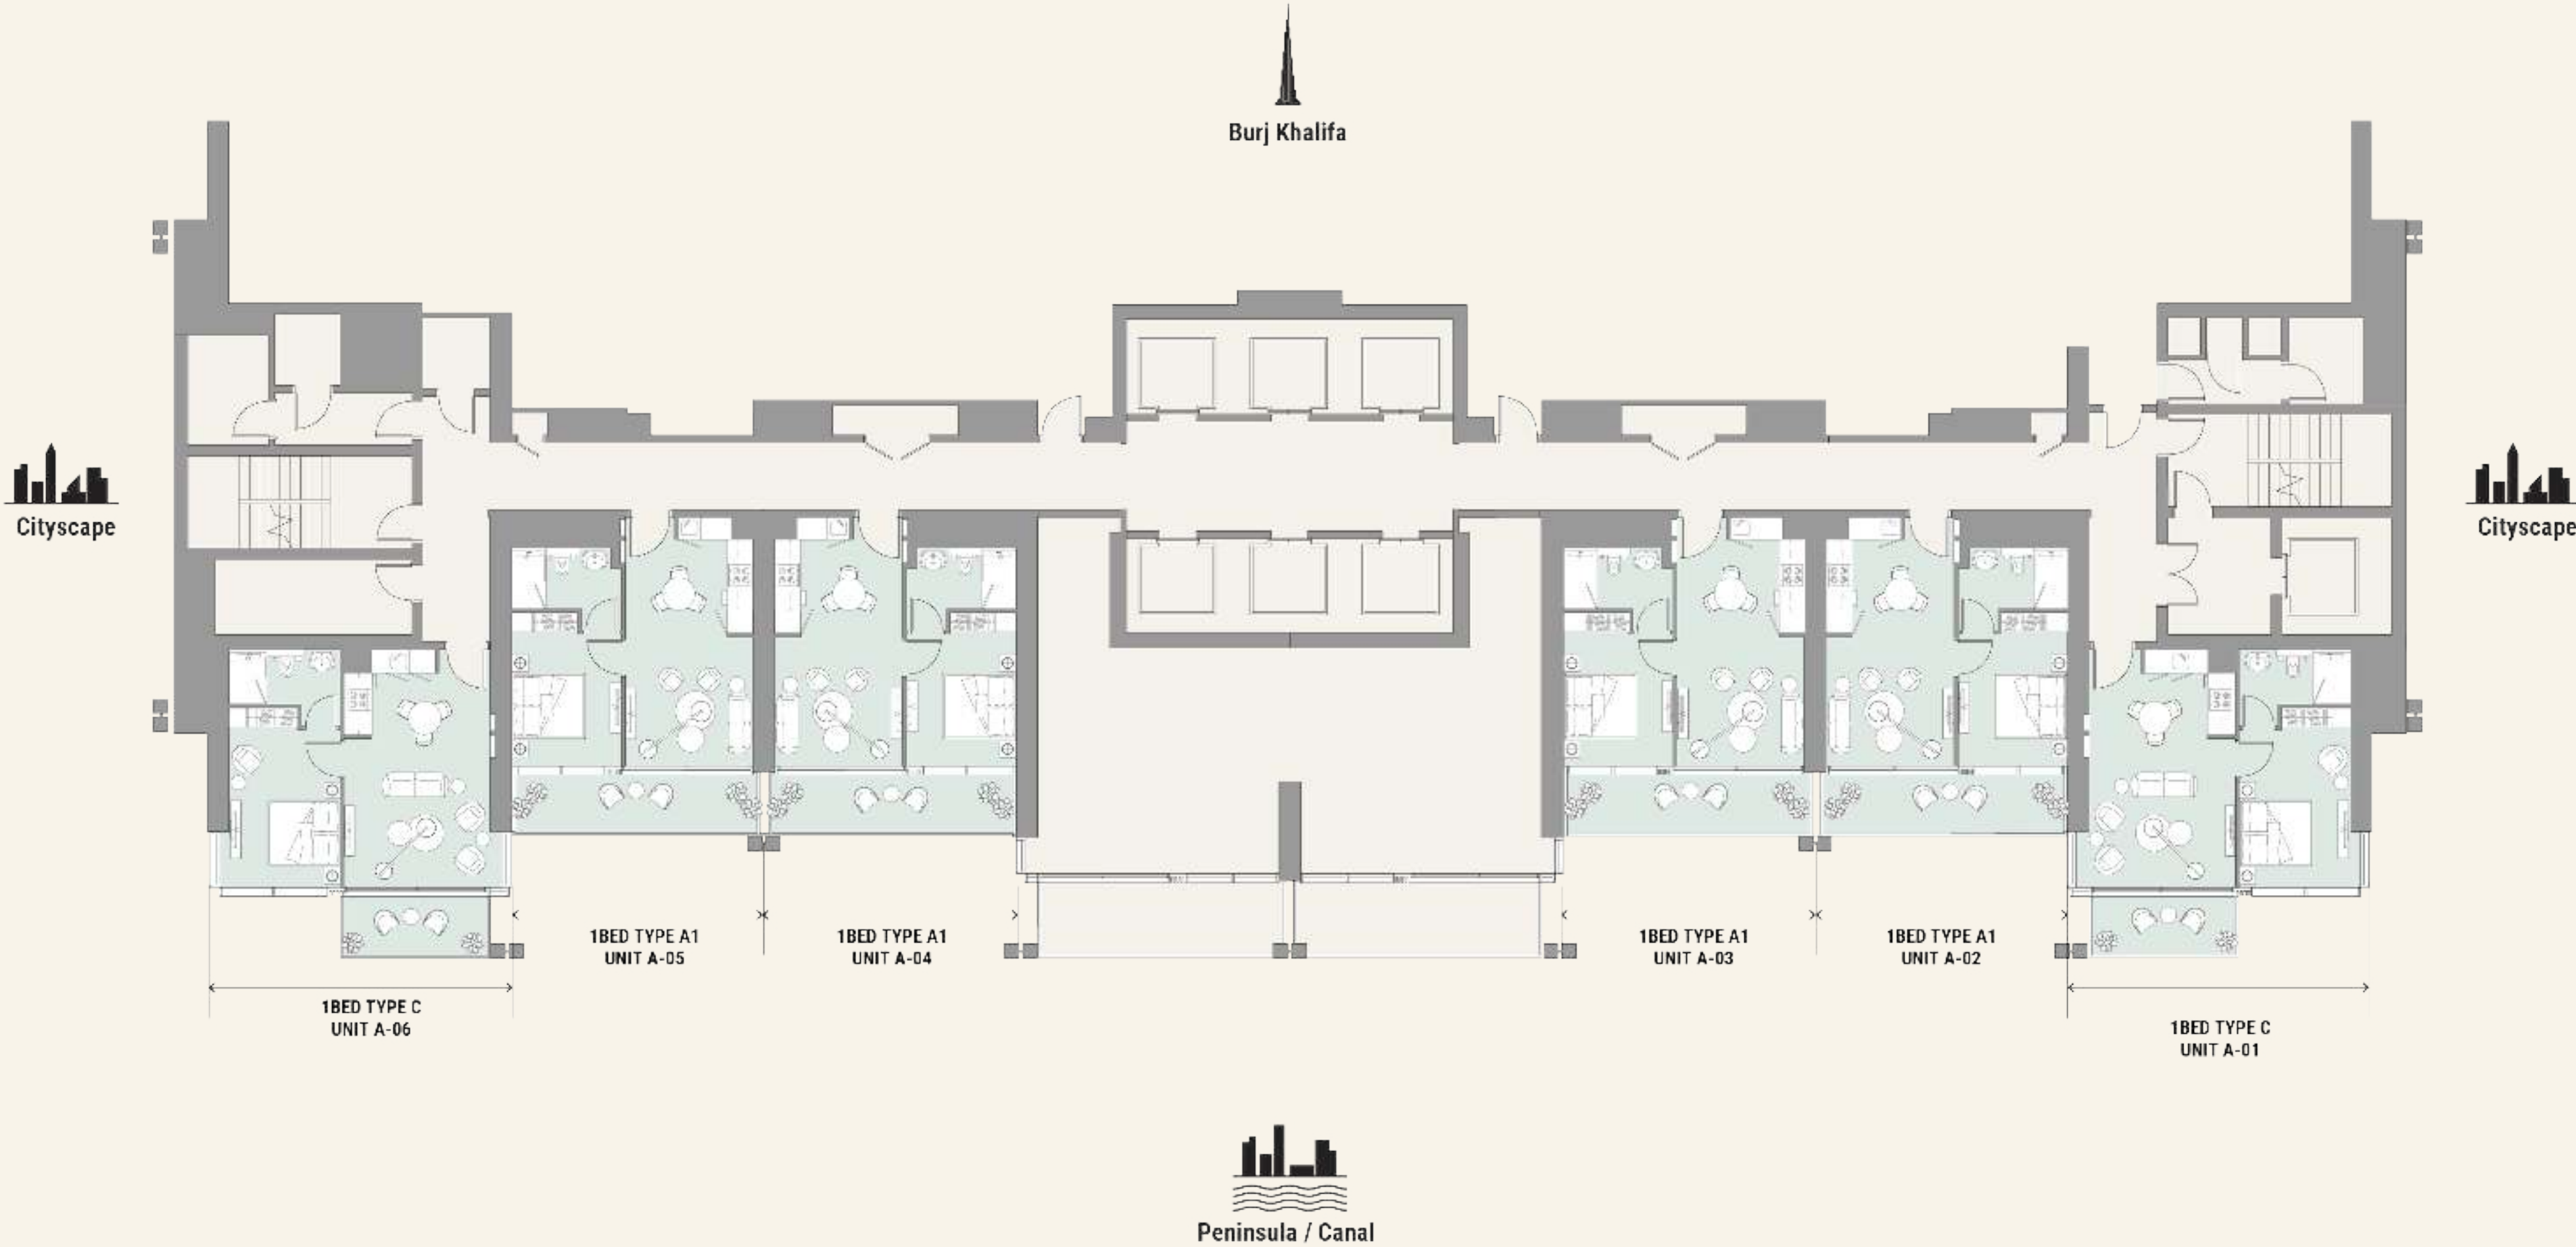 Burj Khalifa
Cityscape
Cityscape
1BED TYPE A1
UNIT A-05
1BED TYPE A1
UNIT A-04
1BED TYPE A1
UNIT A-03
1BED TYPE A1
UNIT A-02
1BED TYPE C
UNIT A-06
1BED TYPE C
UNIT A-01
Peninsula / Canal